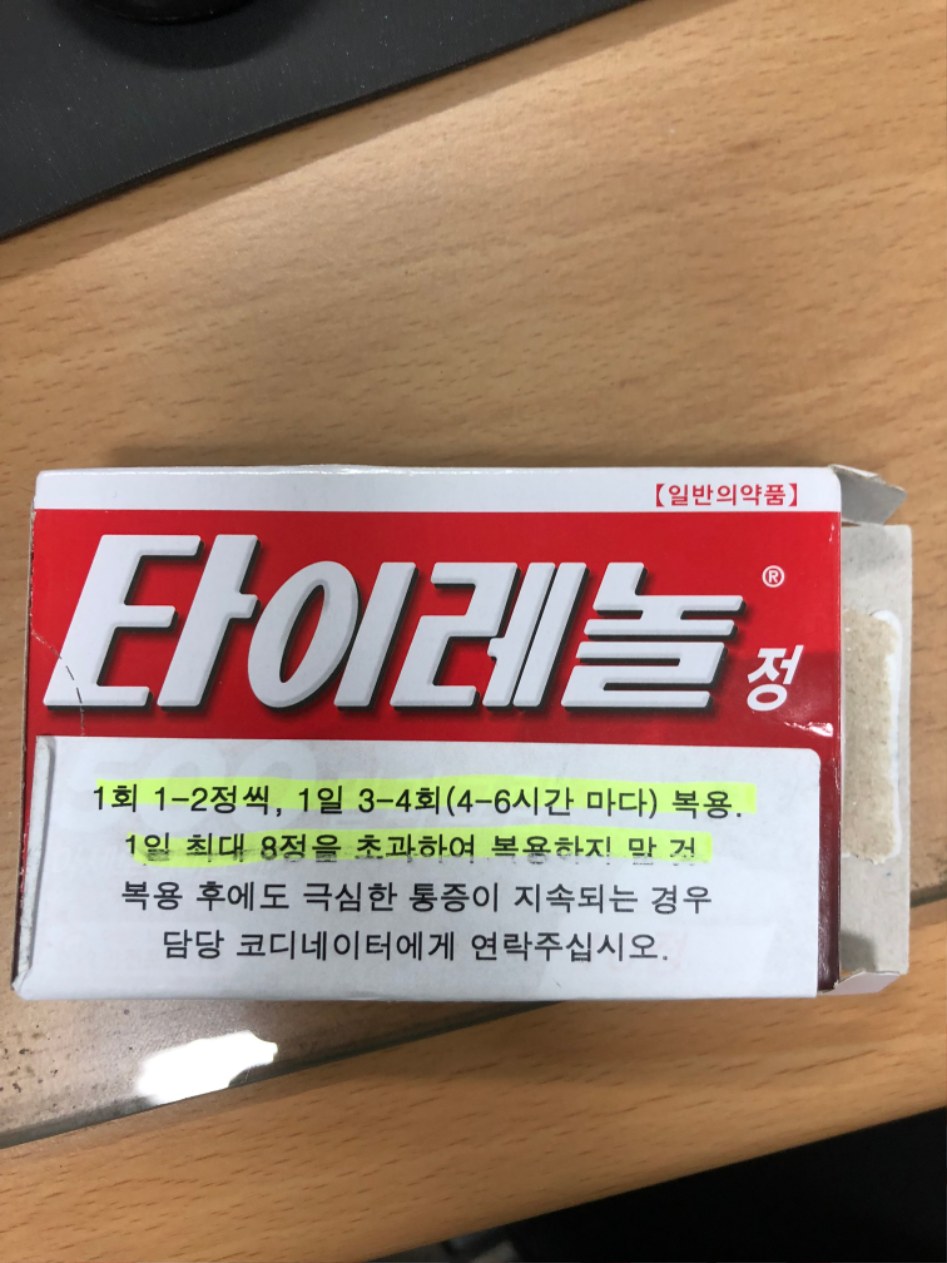 【일반의약품】
타이레놀® 정
1회 1-2정씩, 1일 3-4회(4-6시간 마다) 복용.
1일 최대 8정을 초과하여 복용하지 말 것
복용 후에도 극심한 통증이 지속되는 경우
담당 코디네이터에게 연락주십시오.